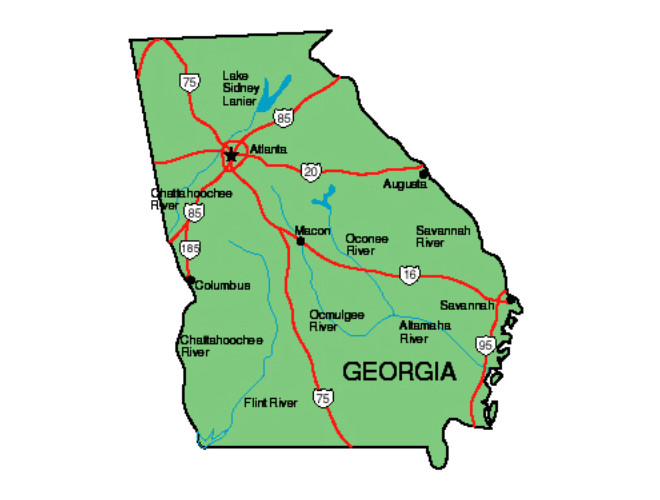 75
Lake
Sidney
Lanier
85
Atlanta
20
Augusta
Chattahoochee
River
85
Macon
Oconee
River
Savannah
River
185
16
Columbus
Savannah
Ocmulgee
River
Altamaha
River
Chattahoochee
River
95
GEORGIA
75
Flint River